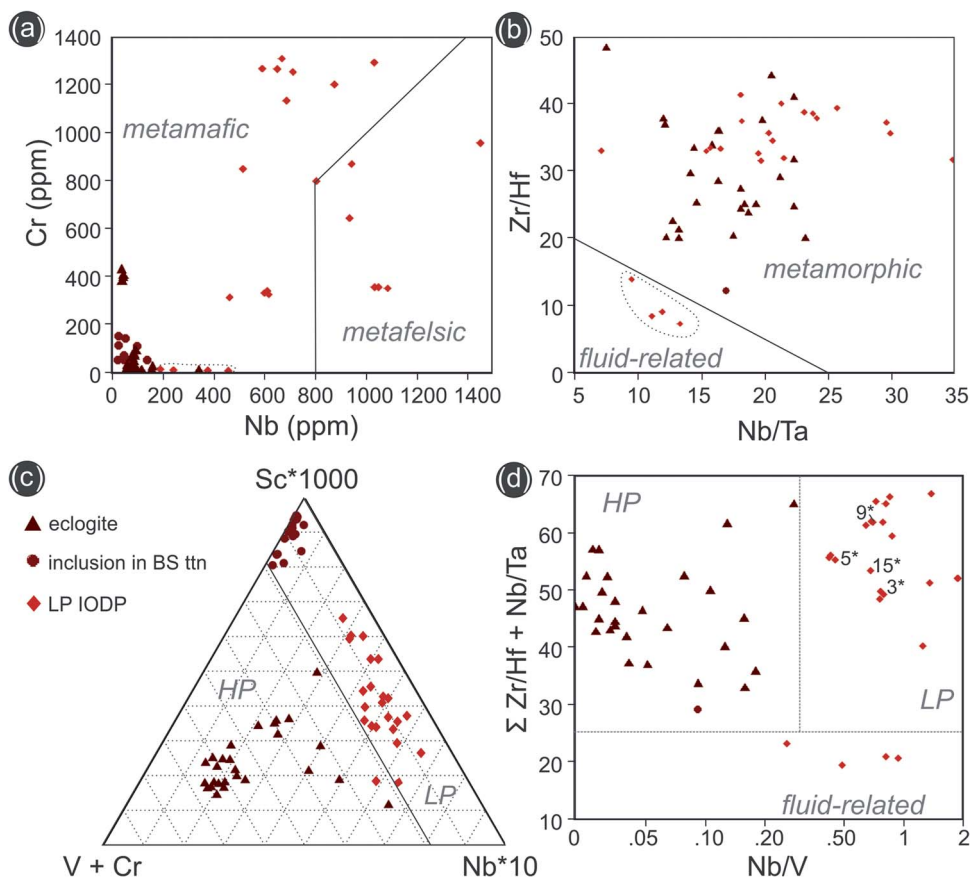 (a)
1400
1200
1000
800
600
400
200
0
Cr (ppm)
metamafic
metafelsic
0 200 400 600 800 1000 1400
Nb (ppm)
(b)
50
40
30
20
10
0
Zr/Hf
metamorphic
fluid-related
5 10 15 20 25 30 35
Nb/Ta
(c)
Sc*1000
eclogite
inclusion in BS ttn
LP IODP
HP
LP
V + Cr
Nb*10
(d)
70
60
50
40
30
20
10
Σ Zr/Hf + Nb/Ta
HP
9*
5*
15*
3*
LP
fluid-related
0 .05 .10 .20 .50 1 2
Nb/V